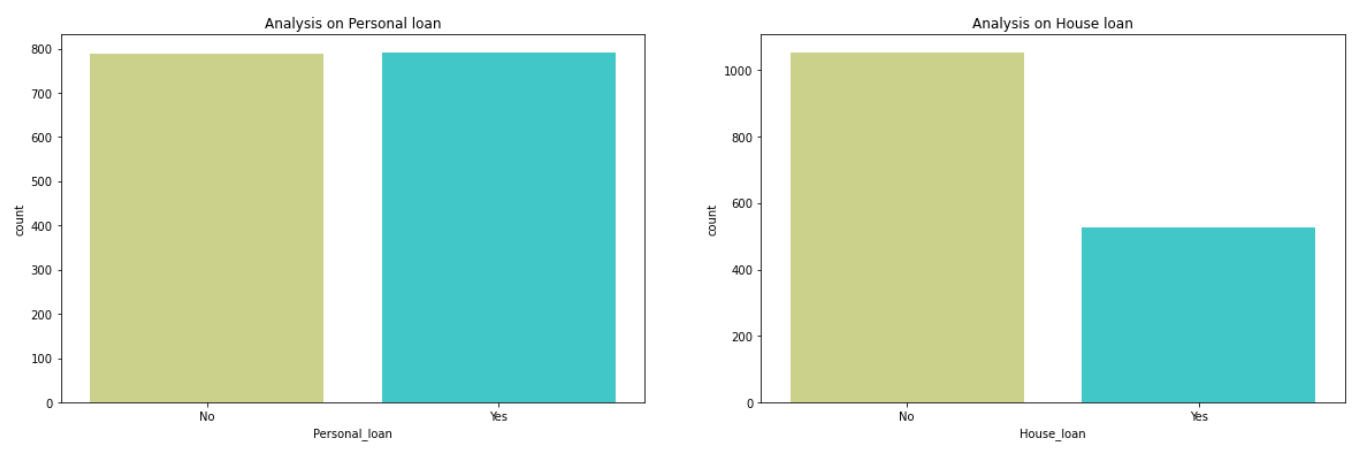 Analysis on Personal loan
800
700
600
500
400
300
200
100
0
count
No
Yes
Personal_loan
Analysis on House loan
1000
800
600
400
200
0
count
No
Yes
House_loan